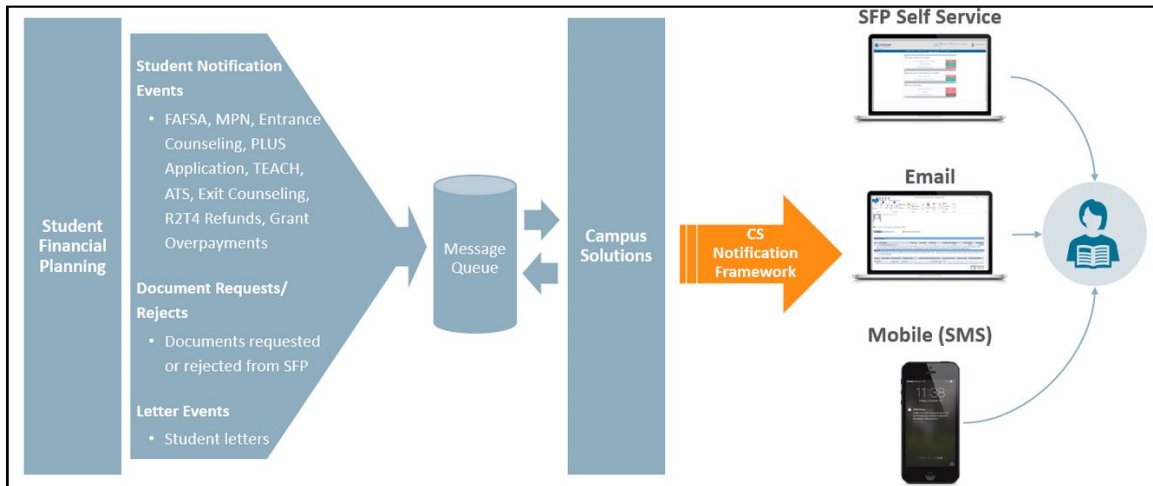 Student
Financial
Planning
Student Notification
Events
• FAFSA, MPN, Entrance
Counseling, PLUS
Application, TEACH,
ATS, Exit Counseling,
R2T4 Refunds, Grant
Overpayments
Document Requests/
Rejects
• Documents requested
or rejected from SFP
Letter Events
• Student letters
Message
Queue
Campus
Solutions
CS
Notification
Framework
SFP Self Service
Email
Mobile (SMS)
11:38